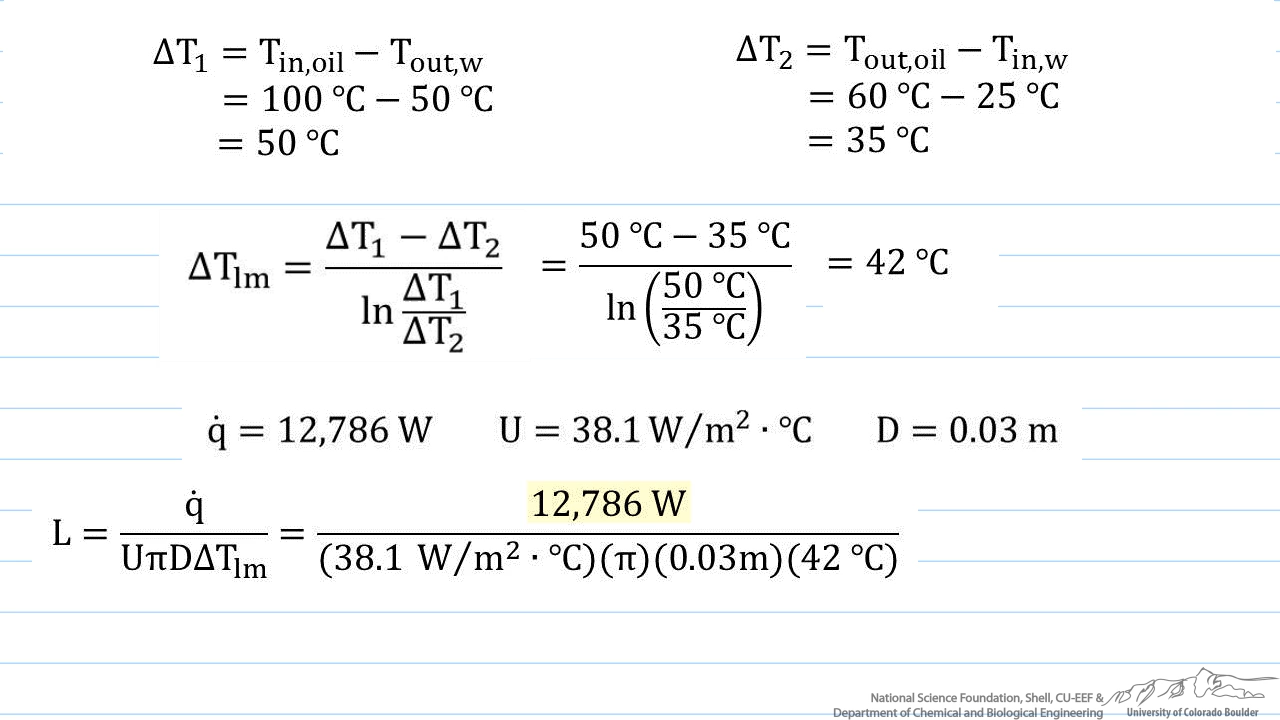 ΔT₁ = T_in,oil − T_out,w
= 100 °C − 50 °C
= 50 °C
ΔT₂ = T_out,oil − T_in,w
= 60 °C − 25 °C
= 35 °C
ΔT_lm = (ΔT₁ − ΔT₂) / (ln ΔT₁/ΔT₂) = (50 °C − 35 °C) / (ln (50 °C / 35 °C)) = 42 °C
q̇ = 12,786 W U = 38.1 W/m² · °C D = 0.03 m
L = q̇ / (UπDΔT_lm) = 12,786 W / ((38.1 W/m² · °C)(π)(0.03m)(42 °C))
National Science Foundation, Shell, CU-EEF &
Department of Chemical and Biological Engineering
University of Colorado Boulder